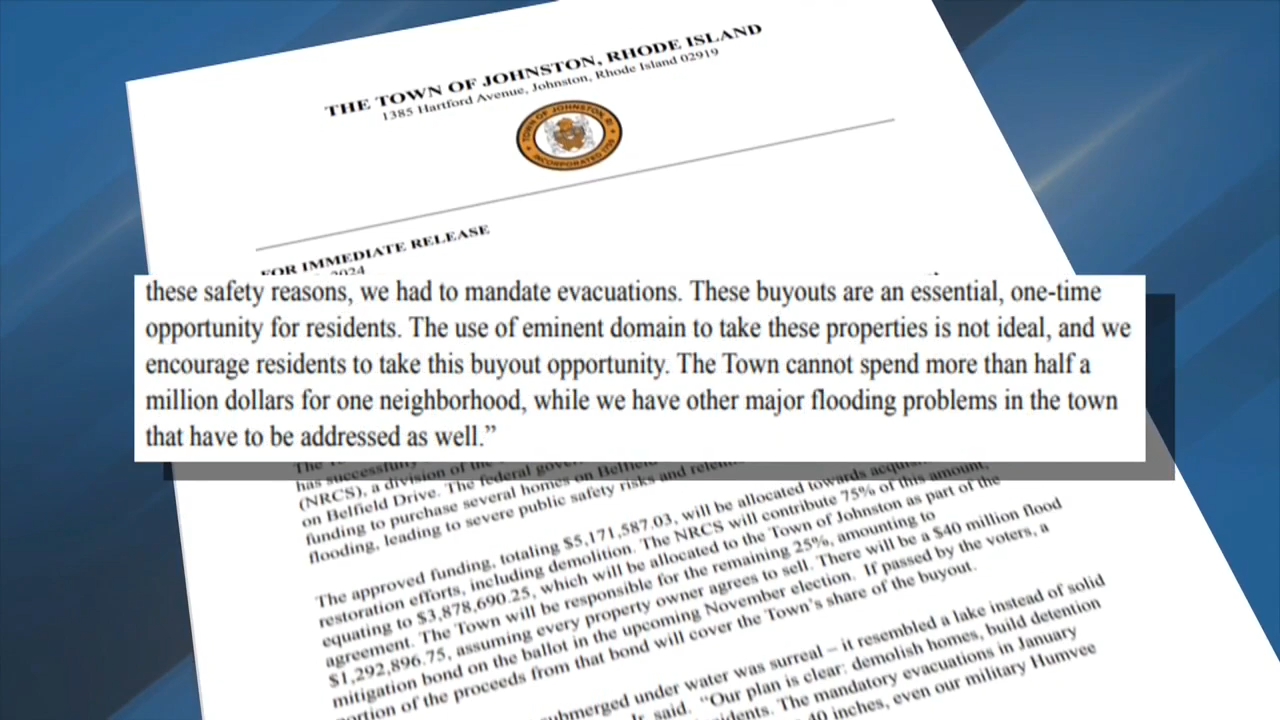 THE TOWN OF JOHNSTON, RHODE ISLAND
1385 Hartford Avenue, Johnston, Rhode Island 02919
TOWN OF JOHNSTON RI
INCORPORATED 1759
FOR IMMEDIATE RELEASE
2024
these safety reasons, we had to mandate evacuations. These buyouts are an essential, one-time
opportunity for residents. The use of eminent domain to take these properties is not ideal, and we
encourage residents to take this buyout opportunity. The Town cannot spend more than half a
million dollars for one neighborhood, while we have other major flooding problems in the town
that have to be addressed as well.”
The
has successfully
(NRCS), a division of the
on Belfield Drive. The federal
funding to purchase several homes on Belfield
flooding, leading to severe public safety risks and
The approved funding, totaling $5,171,587.03, will be allocated towards
restoration efforts, including demolition. The NRCS will contribute 75% of this amount,
equating to $3,878,690.25, which will be allocated to the Town of Johnston as part of the
agreement. The Town will be responsible for the remaining 25%, amounting to
$1,292,896.75, assuming every property owner agrees to sell. There will be a $40 million flood
mitigation bond on the ballot in the upcoming November election. If passed by the voters, a
portion of the proceeds from that bond will cover the Town’s share of the buyout.
submerged under water was surreal – it resembled a lake instead of solid
Jr. said. “Our plan is clear: demolish homes, build detention
The mandatory evacuations in January
40 inches, even our military Humvee